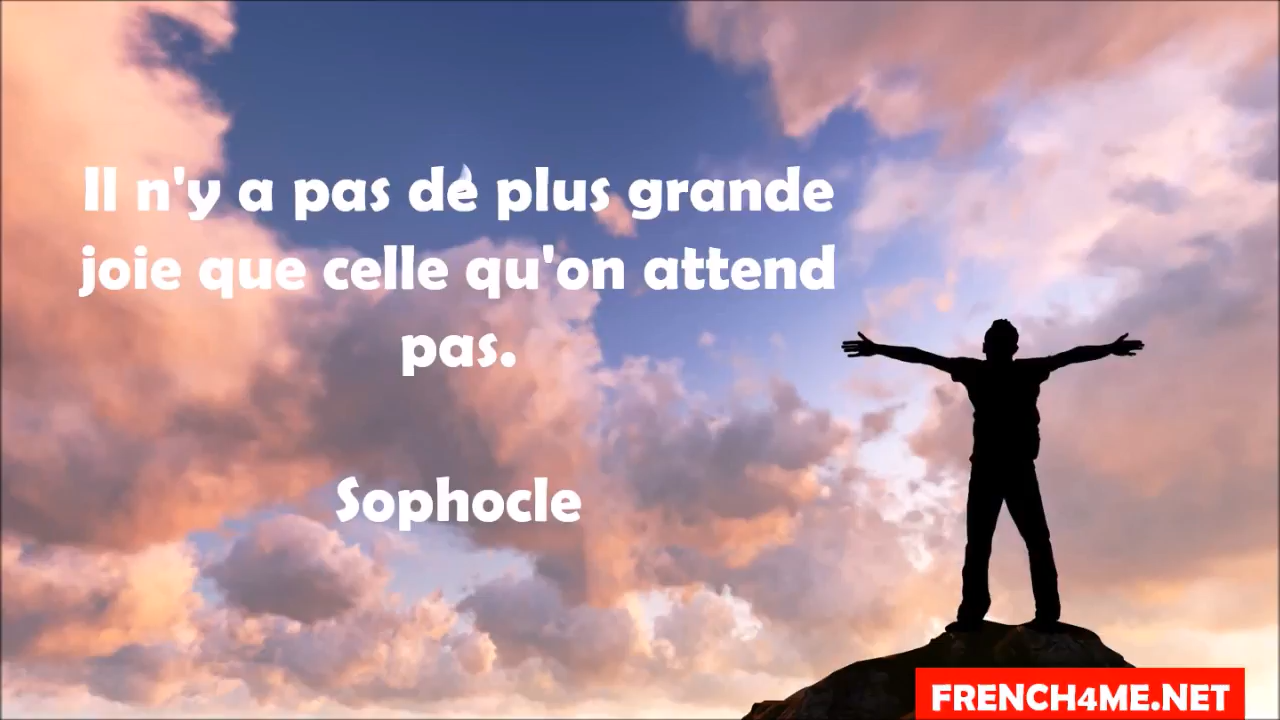 Il n'y a pas de plus grande
joie que celle qu'on attend
pas.
Sophocle
FRENCH4ME.NET